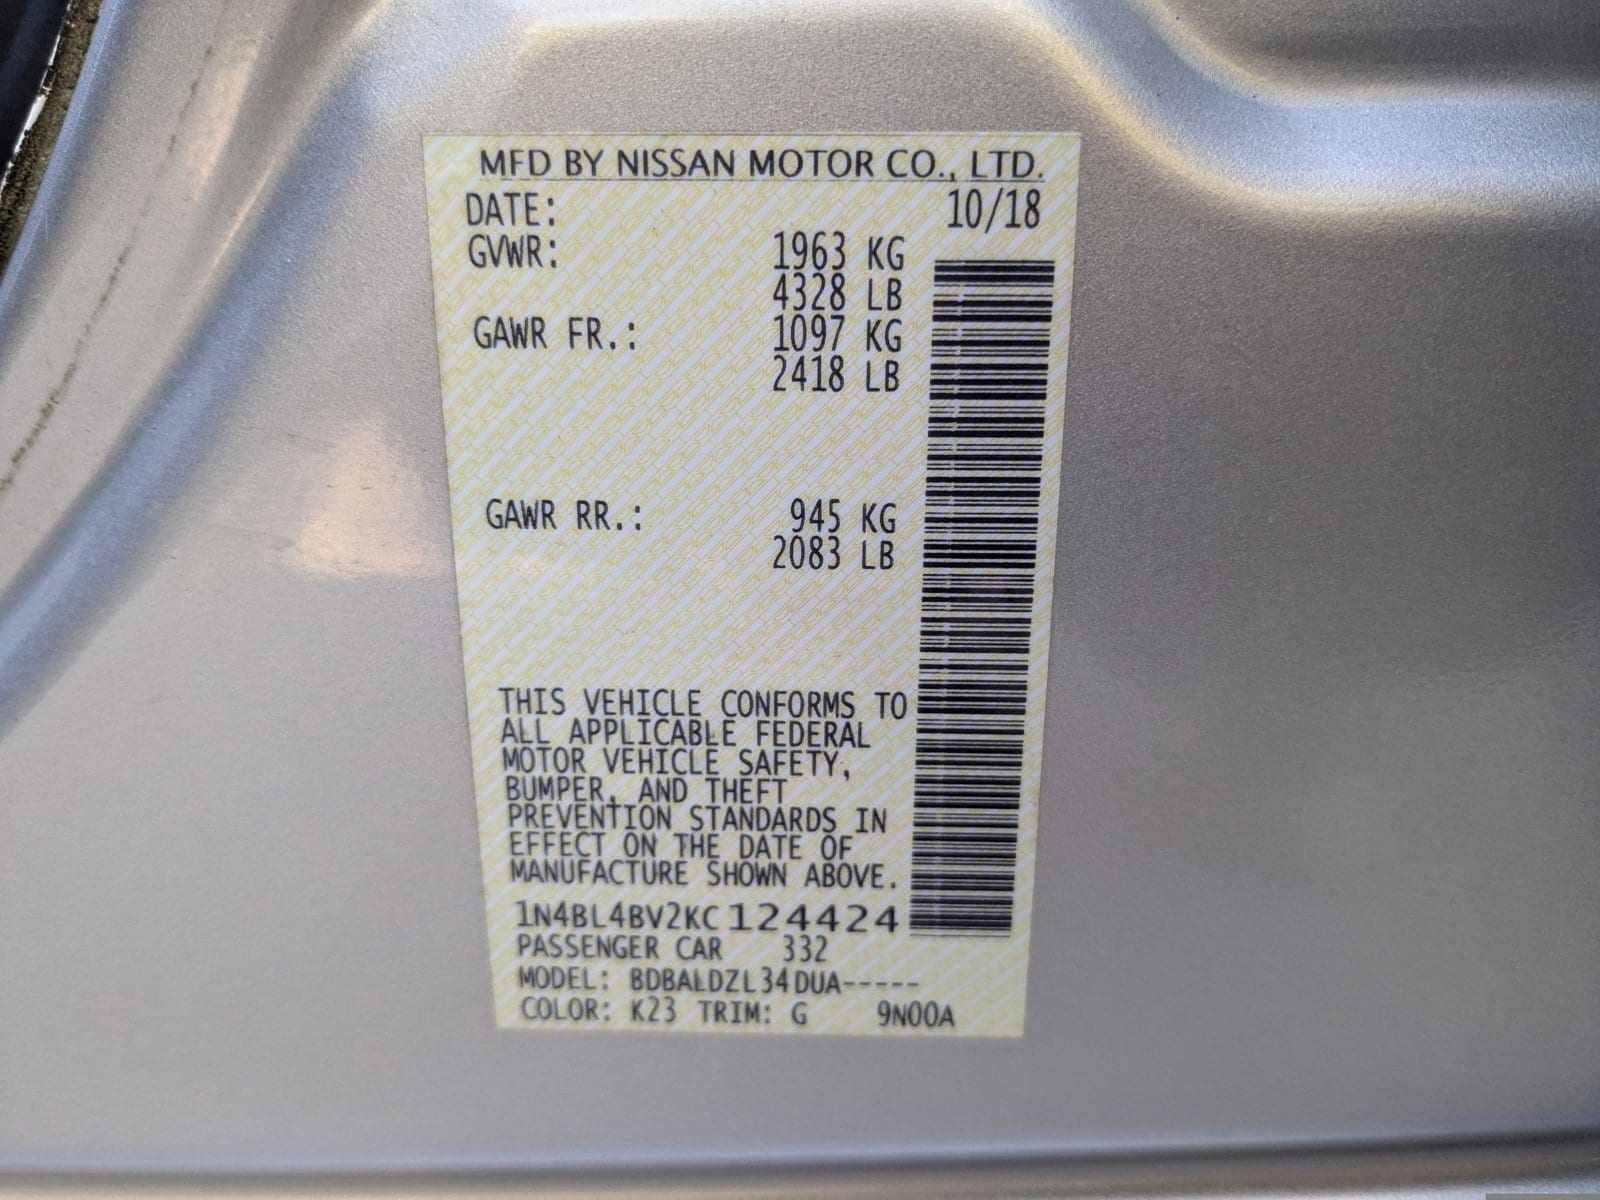 MFD BY NISSAN MOTOR CO., LTD.
DATE: 10/18
GVWR: 1963 KG
4328 LB
GAWR FR.: 1097 KG
2418 LB
GAWR RR.: 945 KG
2083 LB
THIS VEHICLE CONFORMS TO
ALL APPLICABLE FEDERAL
MOTOR VEHICLE SAFETY,
BUMPER, AND THEFT
PREVENTION STANDARDS IN
EFFECT ON THE DATE OF
MANUFACTURE SHOWN ABOVE.
1N4BL4BV2KC124424
PASSENGER CAR 332
MODEL: BDBALDZL34DUA-----
COLOR: K23 TRIM: G 9N00A